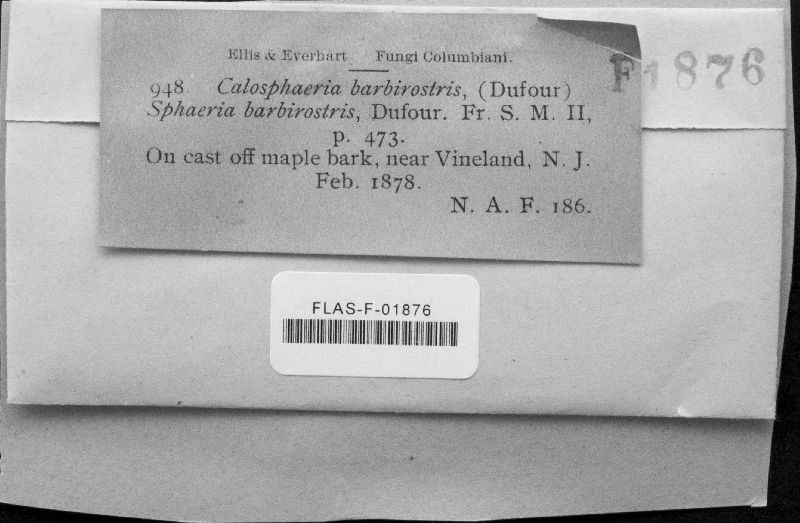 Ellis & Everhart Fungi Columbiani.
F1876
948. Calosphaeria barbirostris, (Dufour)
Sphaeria barbirostris, Dufour. Fr. S. M. II,
p. 473.
On cast off maple bark, near Vineland, N. J.
Feb. 1878.
N. A. F. 186.
FLAS-F-01876